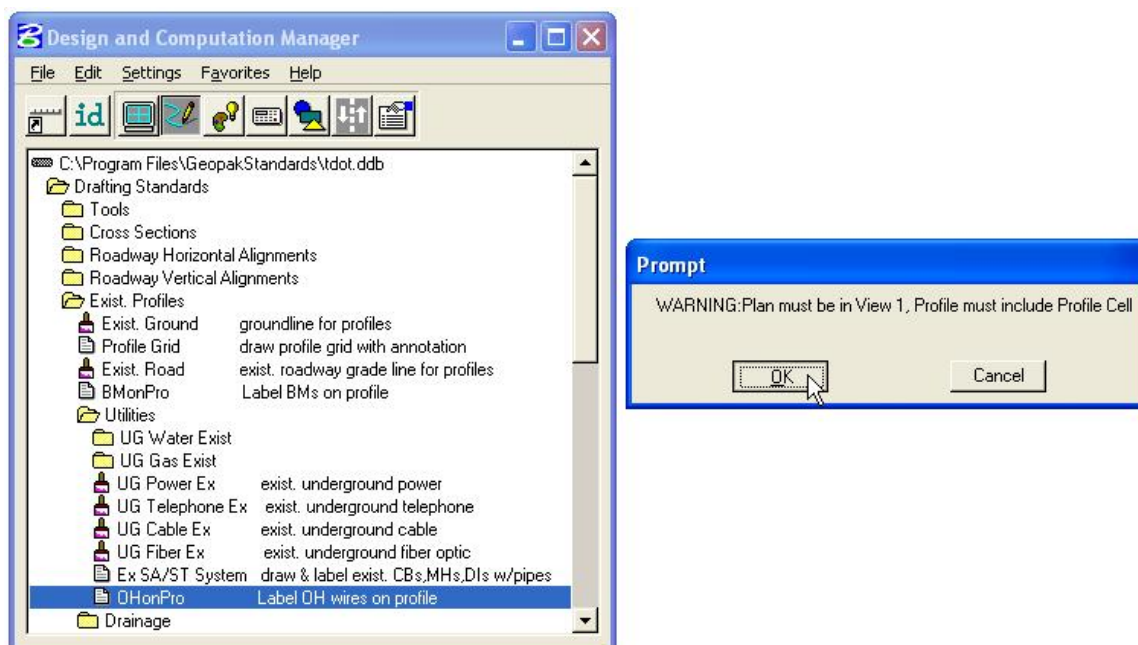 Design and Computation Manager
File Edit Settings Favorites Help
id
C:\Program Files\GeopakStandards\tdot.ddb
Drafting Standards
Tools
Cross Sections
Roadway Horizontal Alignments
Roadway Vertical Alignments
Exist. Profiles
Exist. Ground groundline for profiles
Profile Grid draw profile grid with annotation
Exist. Road exist. roadway grade line for profiles
BMonPro Label BMs on profile
Utilities
UG Water Exist
UG Gas Exist
UG Power Ex exist. underground power
UG Telephone Ex exist. underground telephone
UG Cable Ex exist. underground cable
UG Fiber Ex exist. underground fiber optic
Ex SA/ST System draw & label exist. CBs,MHs,DIs w/pipes
OHonPro Label OH wires on profile
Drainage
Prompt
WARNING:Plan must be in View 1, Profile must include Profile Cell
OK Cancel